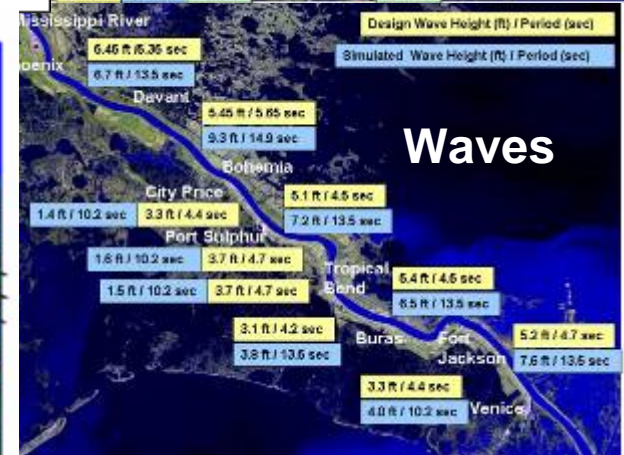 Mississippi River
Design Wave Height (ft) / Period (sec)
Simulated Wave Height (ft) / Period (sec)
6.45 ft /5.35 sec
6.7 ft / 13.5 sec
oenix
Davant
5.45 ft / 5.65 sec
9.3 ft / 14.9 sec
Waves
Bohemia
City Price
5.1 ft / 4.5 sec
7.2 ft / 13.5 sec
1.4 ft / 10.2 sec
3.3 ft / 4.4 sec
Port Sulphur
1.6 ft / 10.2 sec
3.7 ft / 4.7 sec
Tropical
Bend
1.5 ft / 10.2 sec
3.7 ft / 4.7 sec
ft / 4.5 sec
6.5 ft / 13.5 sec
3.1 ft / 4.2 sec
3.8 ft / 13.5 sec
Buras
Fort
Jackson
5.2 ft / 4.7 sec
7.6 ft / 13.5 sec
3.3 ft / 4.4 sec
4.0 ft / 10.2 sec
Venice